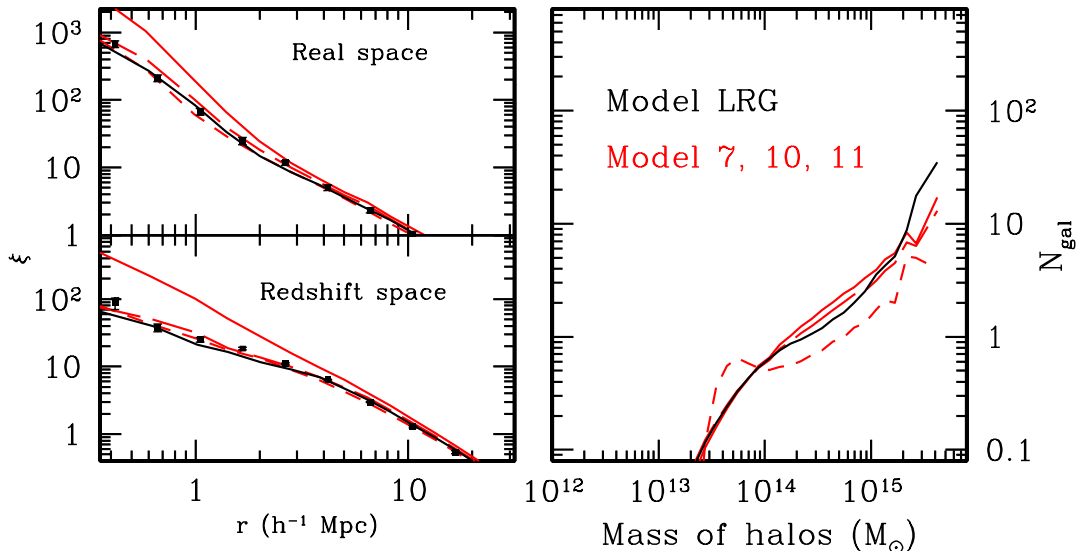 10³
Real space
10²
10
1
ξ
Redshift space
10²
10
1
1
10
r (h⁻¹ Mpc)
Model LRG
Model 7, 10, 11
10²
10
1
0.1
N_gal
10¹²
10¹³
10¹⁴
10¹⁵
Mass of halos (M_⊙)